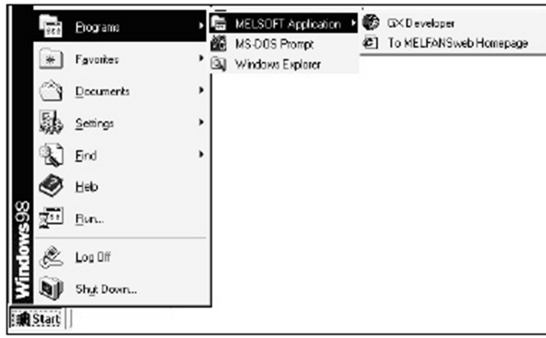 Programs
MELSOFT Application
GX Developer
MS-DOS Prompt
To MELFANSweb Homepage
Windows Explorer
Favorites
Documents
Settings
Find
Help
Run...
Log Off
Shut Down...
Windows98
Start